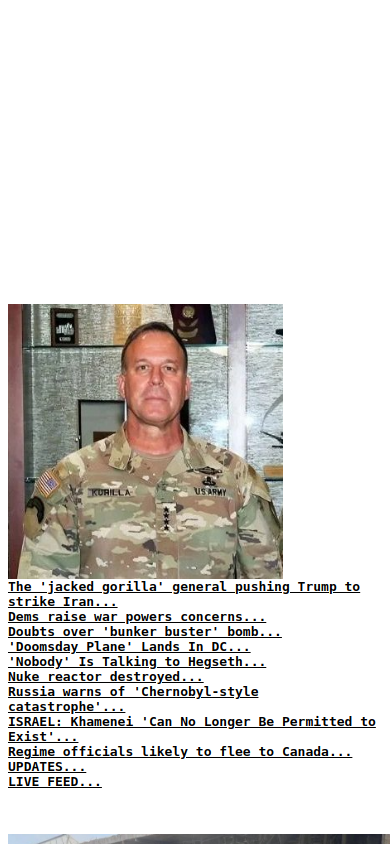 KURILLA
U.S. ARMY
The 'jacked gorilla' general pushing Trump to
strike Iran...
Dems raise war powers concerns...
Doubts over 'bunker buster' bomb...
'Doomsday Plane' Lands In DC...
'Nobody' Is Talking to Hegseth...
Nuke reactor destroyed...
Russia warns of 'Chernobyl-style
catastrophe'...
ISRAEL: Khamenei 'Can No Longer Be Permitted to
Exist'...
Regime officials likely to flee to Canada...
UPDATES...
LIVE FEED...